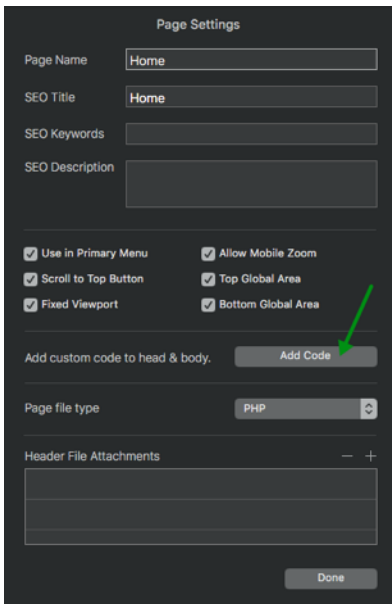 Page Settings
Page Name Home
SEO Title Home
SEO Keywords
SEO Description
Use in Primary Menu Allow Mobile Zoom
Scroll to Top Button Top Global Area
Fixed Viewport Bottom Global Area
Add custom code to head & body. Add Code
Page file type PHP
Header File Attachments − +
Done